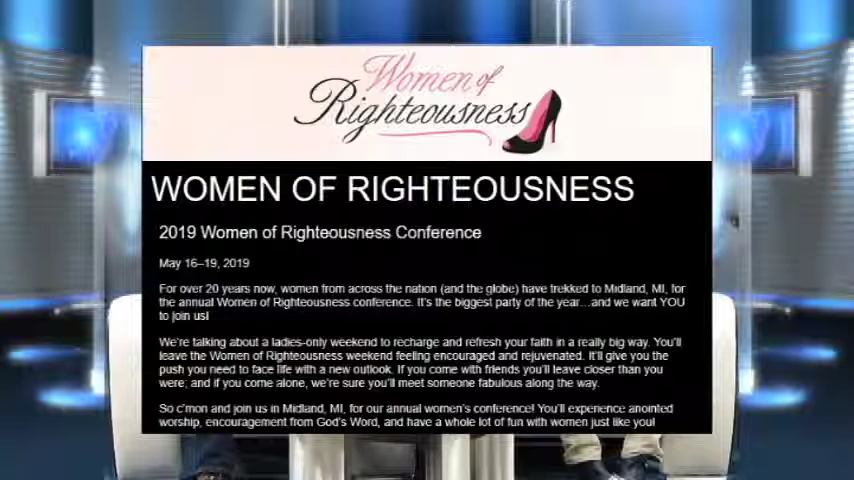 Women of
Righteousness
WOMEN OF RIGHTEOUSNESS
2019 Women of Righteousness Conference
May 16–19, 2019
For over 20 years now, women from across the nation (and the globe) have trekked to Midland, MI, for
the annual Women of Righteousness conference. It's the biggest party of the year…and we want YOU
to join us!
We're talking about a ladies-only weekend to recharge and refresh your faith in a really big way. You'll
leave the Women of Righteousness weekend feeling encouraged and rejuvenated. It'll give you the
push you need to face life with a new outlook. If you come with friends you'll leave closer than you
were; and if you come alone, we're sure you'll meet someone fabulous along the way.
So c'mon and join us in Midland, MI, for our annual women's conference! You'll experience anointed
worship, encouragement from God's Word, and have a whole lot of fun with women just like you!